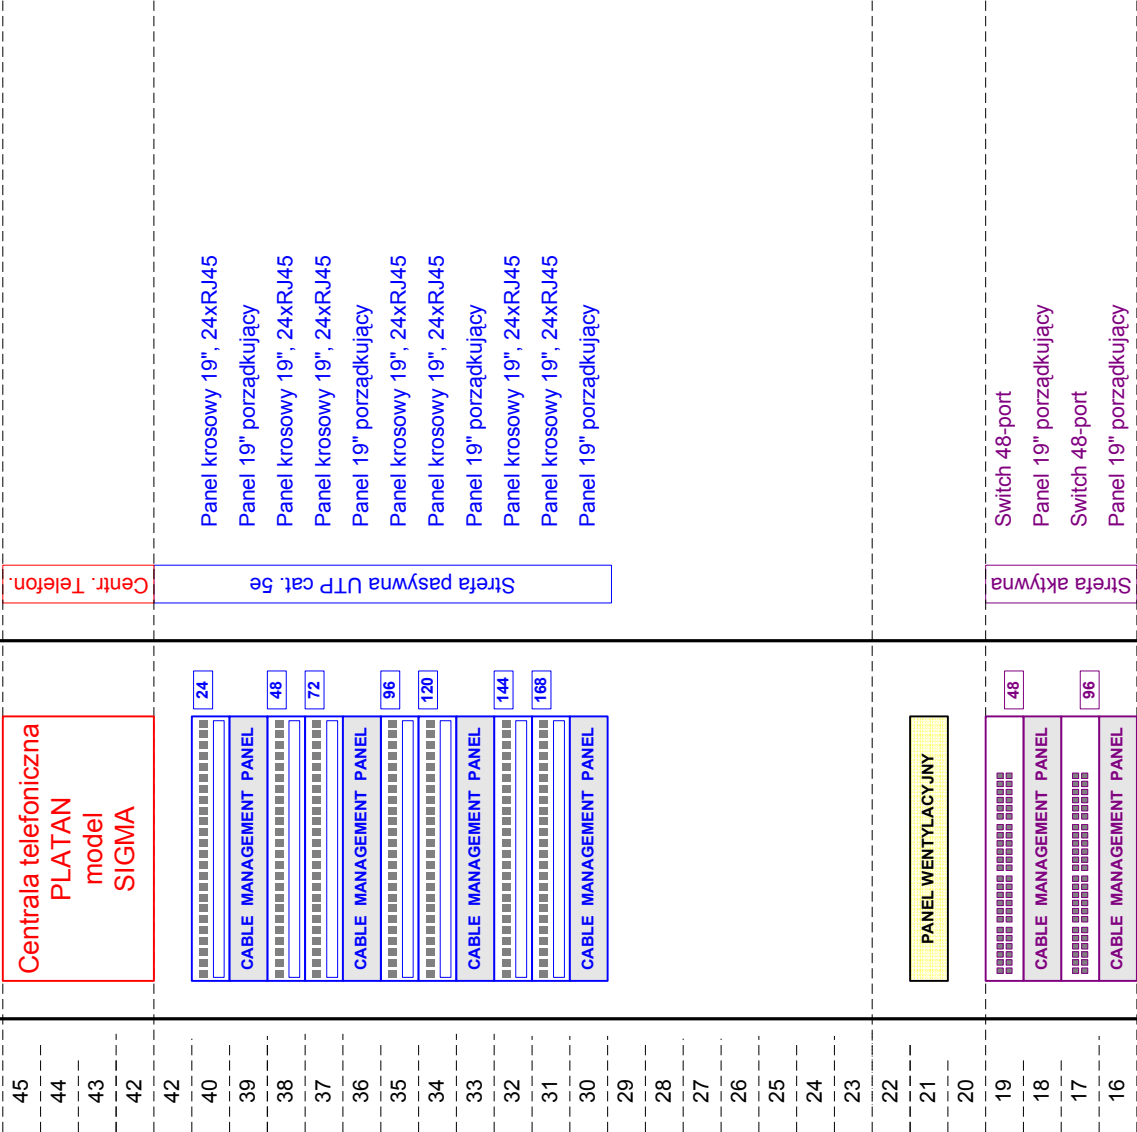 Centr. Telefon.
Strefa pasywna UTP cat. 5e
Strefa aktywna
Panel krosowy 19", 24xRJ45
Panel 19" porządkujący
Panel krosowy 19", 24xRJ45
Panel krosowy 19", 24xRJ45
Panel 19" porządkujący
Panel krosowy 19", 24xRJ45
Panel krosowy 19", 24xRJ45
Panel 19" porządkujący
Panel krosowy 19", 24xRJ45
Panel krosowy 19", 24xRJ45
Panel 19" porządkujący
Switch 48-port
Panel 19" porządkujący
Switch 48-port
Panel 19" porządkujący
Centrala telefoniczna
PLATAN
model
SIGMA
24
CABLE MANAGEMENT PANEL
48
72
CABLE MANAGEMENT PANEL
96
120
CABLE MANAGEMENT PANEL
144
168
CABLE MANAGEMENT PANEL
PANEL WENTYLACYJNY
48
CABLE MANAGEMENT PANEL
96
CABLE MANAGEMENT PANEL
45
44
43
42
42
40
39
38
37
36
35
34
33
32
31
30
29
28
27
26
25
24
23
22
21
20
19
18
17
16